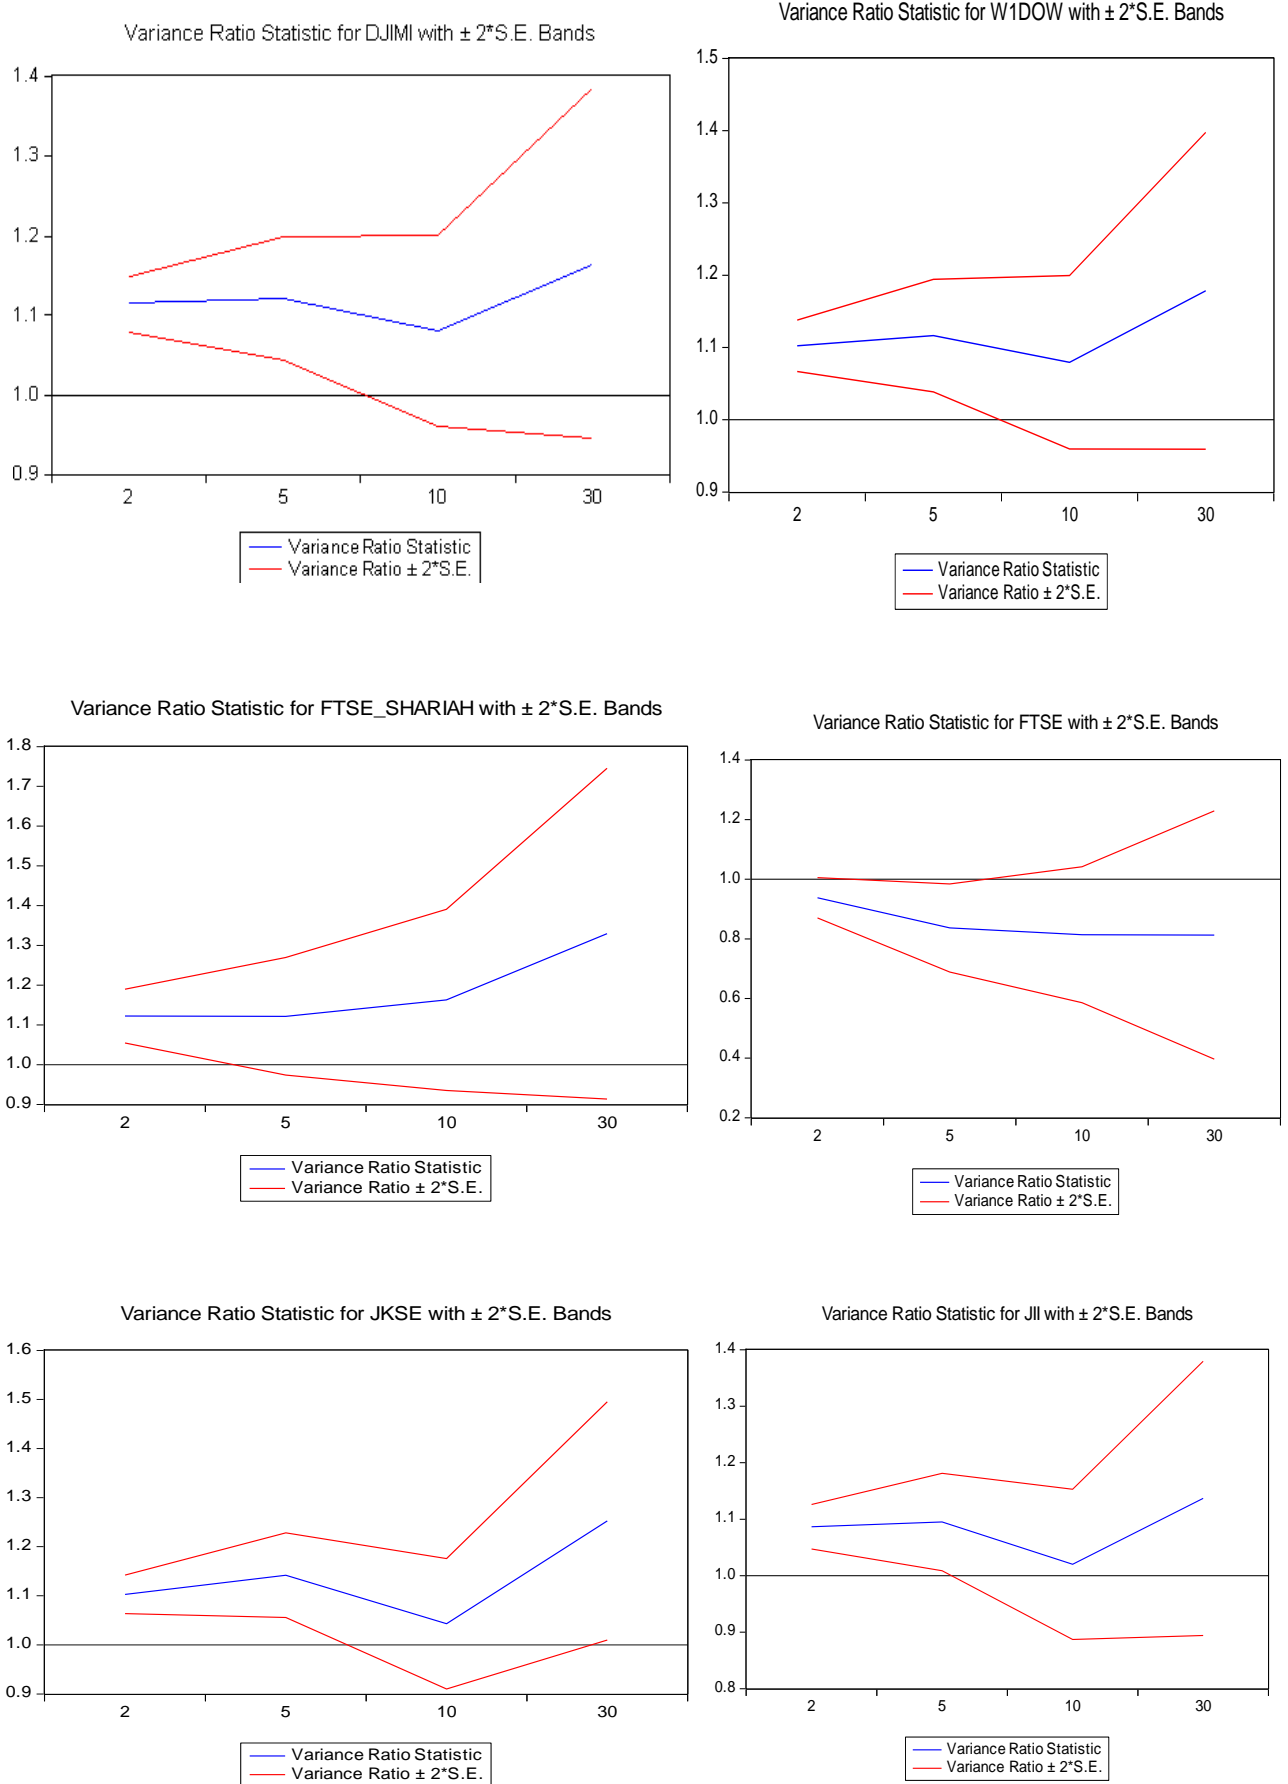 Variance Ratio Statistic for DJIMI with ± 2*S.E. Bands
1.4
1.3
1.2
1.1
1.0
0.9
2 5 10 30
Variance Ratio Statistic
Variance Ratio ± 2*S.E.
Variance Ratio Statistic for W1DOW with ± 2*S.E. Bands
1.5
1.4
1.3
1.2
1.1
1.0
0.9
2 5 10 30
Variance Ratio Statistic
Variance Ratio ± 2*S.E.
Variance Ratio Statistic for FTSE_SHARIAH with ± 2*S.E. Bands
1.8
1.7
1.6
1.5
1.4
1.3
1.2
1.1
1.0
0.9
2 5 10 30
Variance Ratio Statistic
Variance Ratio ± 2*S.E.
Variance Ratio Statistic for FTSE with ± 2*S.E. Bands
1.4
1.2
1.0
0.8
0.6
0.4
0.2
2 5 10 30
Variance Ratio Statistic
Variance Ratio ± 2*S.E.
Variance Ratio Statistic for JKSE with ± 2*S.E. Bands
1.6
1.5
1.4
1.3
1.2
1.1
1.0
0.9
2 5 10 30
Variance Ratio Statistic
Variance Ratio ± 2*S.E.
Variance Ratio Statistic for JII with ± 2*S.E. Bands
1.4
1.3
1.2
1.1
1.0
0.9
0.8
2 5 10 30
Variance Ratio Statistic
Variance Ratio ± 2*S.E.